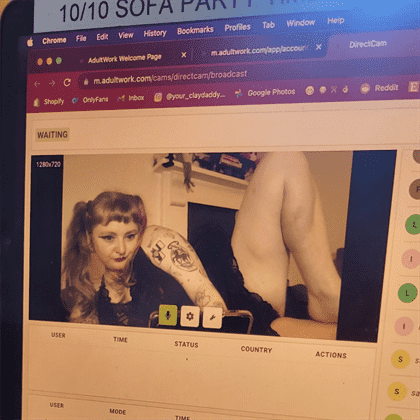 10/10 SOFA PARTY
Chrome File Edit View History Bookmarks Profiles Tab Window Help
AdultWork Welcome Page
m.adultwork.com/app/accoun
DirectCam
m.adultwork.com/cams/directcam/broadcast
Shopify OnlyFans Inbox @your_claydaddy... Google Photos Tab Reddit
WAITING
1280x720
L
I
L
I
S
S
USER TIME STATUS COUNTRY ACTIONS
USER MODE TIME